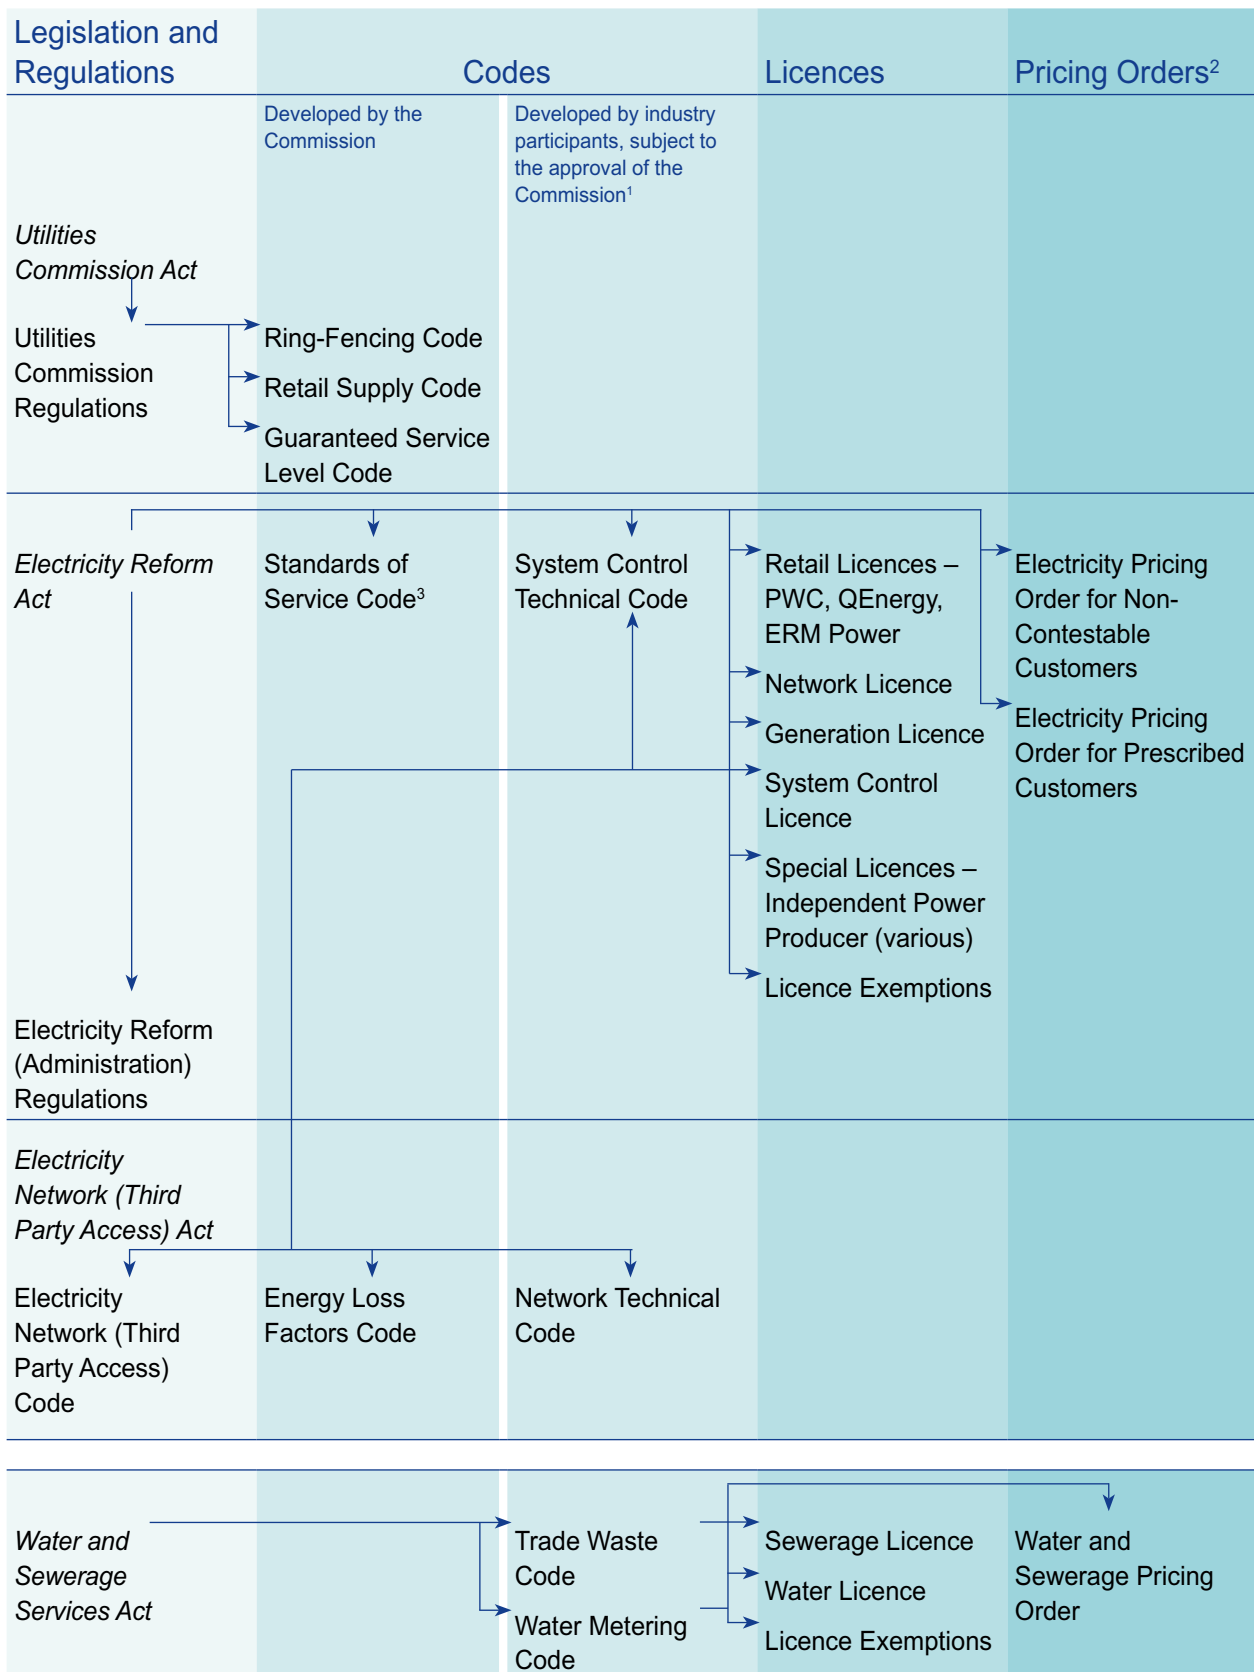 Legislation and
Regulations
Codes
Licences
Pricing Orders²
Developed by the
Commission
Developed by industry
participants, subject to
the approval of the
Commission¹
Utilities
Commission Act
Utilities
Commission
Regulations
Ring-Fencing Code
Retail Supply Code
Guaranteed Service
Level Code
Electricity Reform
Act
Standards of
Service Code³
System Control
Technical Code
Retail Licences –
PWC, QEnergy,
ERM Power
Network Licence
Generation Licence
System Control
Licence
Special Licences –
Independent Power
Producer (various)
Licence Exemptions
Electricity Pricing
Order for Non-
Contestable
Customers
Electricity Pricing
Order for Prescribed
Customers
Electricity Reform
(Administration)
Regulations
Electricity
Network (Third
Party Access) Act
Electricity
Network (Third
Party Access)
Code
Energy Loss
Factors Code
Network Technical
Code
Water and
Sewerage
Services Act
Trade Waste
Code
Water Metering
Code
Sewerage Licence
Water Licence
Licence Exemptions
Water and
Sewerage Pricing
Order